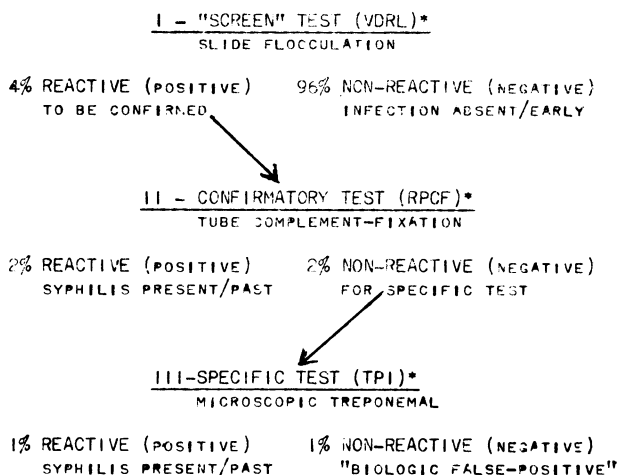 I - "SCREEN" TEST (VDRL)*
SLIDE FLOCCULATION
4% REACTIVE (POSITIVE) 96% NON-REACTIVE (NEGATIVE)
TO BE CONFIRMED INFECTION ABSENT/EARLY
II - CONFIRMATORY TEST (RPCF)*
TUBE COMPLEMENT-FIXATION
2% REACTIVE (POSITIVE) 2% NON-REACTIVE (NEGATIVE)
SYPHILIS PRESENT/PAST FOR SPECIFIC TEST
III-SPECIFIC TEST (TPI)*
MICROSCOPIC TREPONEMAL
1% REACTIVE (POSITIVE) 1% NON-REACTIVE (NEGATIVE)
SYPHILIS PRESENT/PAST "BIOLOGIC FALSE-POSITIVE"